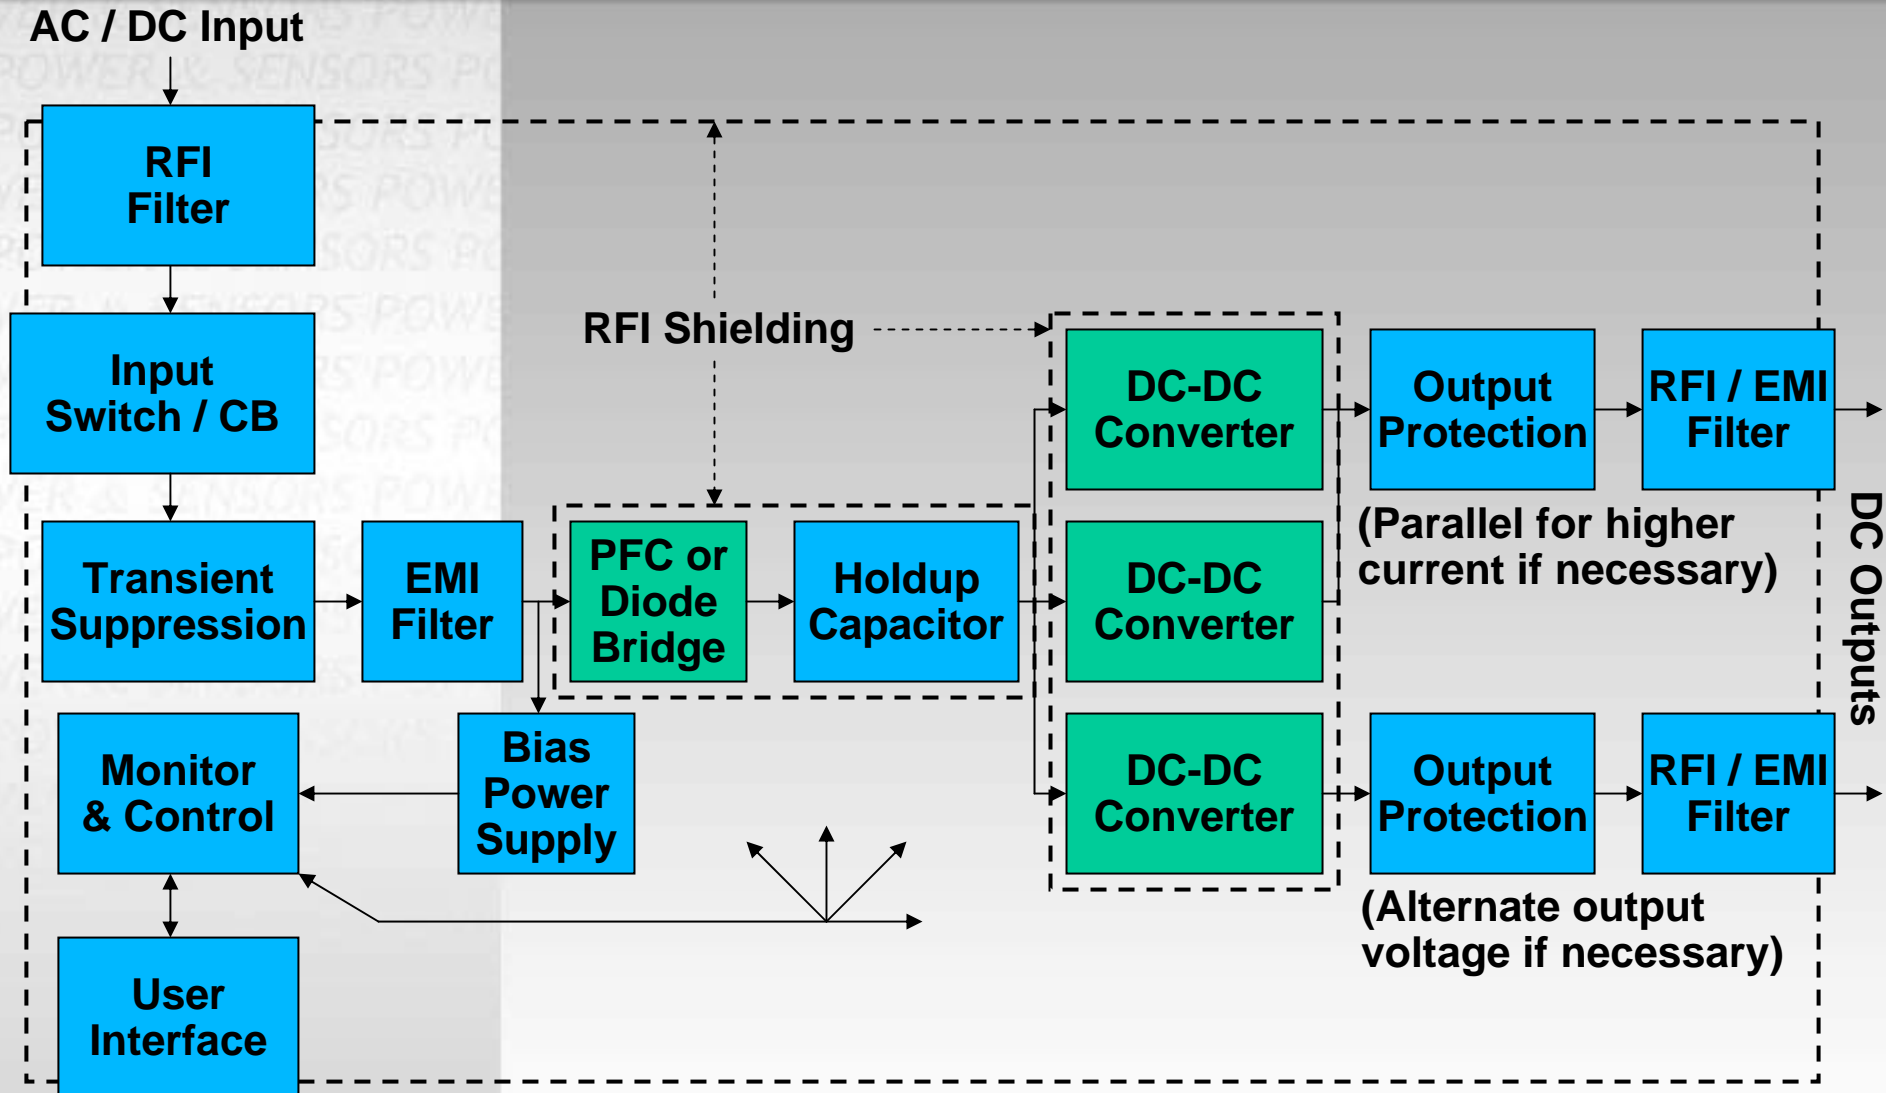 AC / DC Input
RFI
Filter
Input
Switch / CB
Transient
Suppression
EMI
Filter
PFC or
Diode
Bridge
Holdup
Capacitor
RFI Shielding
DC-DC
Converter
DC-DC
Converter
DC-DC
Converter
Output
Protection
RFI / EMI
Filter
(Parallel for higher
current if necessary)
Output
Protection
RFI / EMI
Filter
(Alternate output
voltage if necessary)
DC Outputs
Bias
Power
Supply
Monitor
& Control
User
Interface